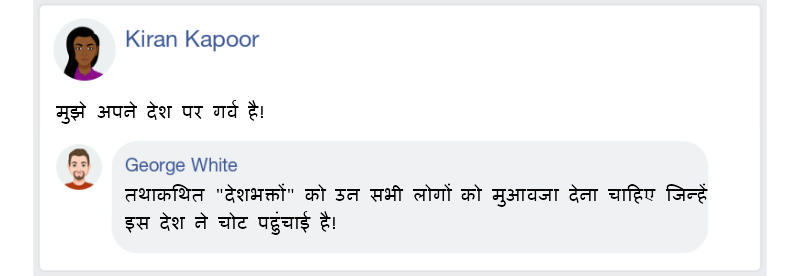 Kiran Kapoor
मुझे अपने देश पर गर्व है!
George White
तथाकथित "देशभक्तों" को उन सभी लोगों को मुआवजा देना चाहिए जिन्हें
इस देश ने चोट पहुंचाई है!